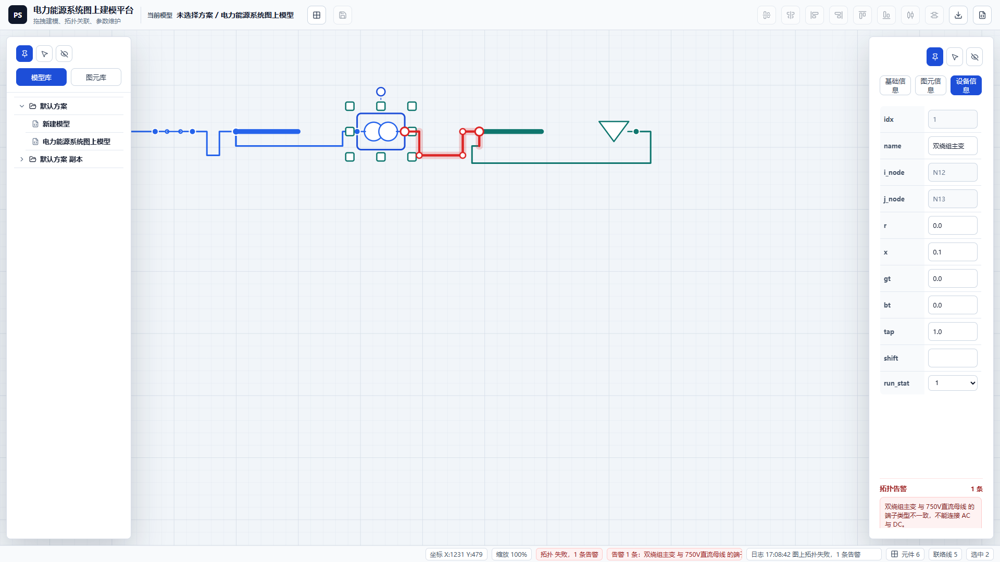 PS
电力能源系统图上建模平台
拖拽建模、拓扑关联、参数维护
当前模型 未选择方案 / 电力能源系统图上模型
模型库
图元库
默认方案
新建模型
电力能源系统图上模型
默认方案 副本
基础信息
图元信息
设备信息
idx 1
name 双绕组主变
i_node N12
j_node N13
r 0.0
x 0.1
gt 0.0
bt 0.0
tap 1.0
shift
run_stat 1
拓扑告警 1 条
双绕组主变 与 750V直流母线 的
端子类型不一致，不能连接 AC
与 DC。
坐标 X:1231 Y:479
缩放 100%
拓扑 失败，1 条告警
告警 1 条：双绕组主变 与 750V直流母线 的端
日志 17:08:42 图上拓扑失败，1 条告警
元件 6
联络线 5
选中 2